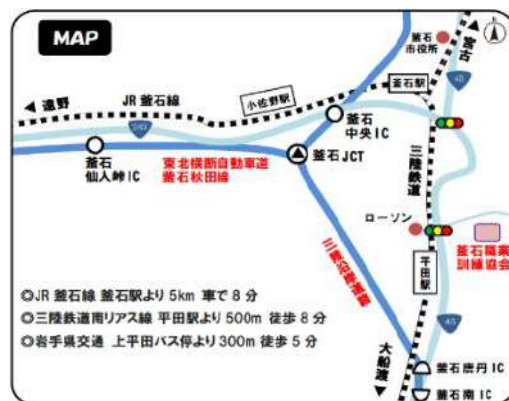 MAP
釜石
市役所
宮古
遠野
JR 釜石線
小佐野駅
釜石駅
45
283
釜石
中央IC
釜石
仙人峠IC
東北横断自動車道
釜石秋田線
釜石JCT
三陸鉄道
ローソン
釜石職業
訓練協会
平田駅
三陸沿岸道路
◎JR 釜石線 釜石駅より 5km 車で 8 分
◎三陸鉄道南リアス線 平田駅より 500m 徒歩 8 分
◎岩手県交通 上平田バス停より 300m 徒歩 5 分
45
大船渡
釜石唐丹IC
釜石南IC